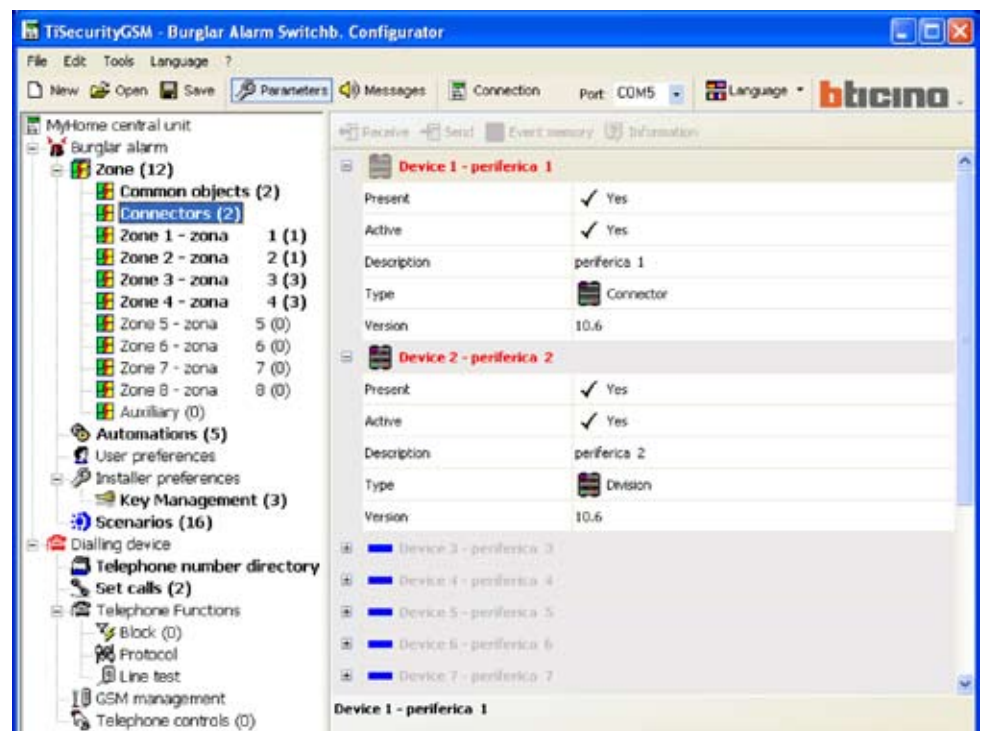 TiSecurityGSM - Burglar Alarm Switchb. Configurator
File Edit Tools Language ?
New Open Save Parameters Messages Connection Port COM5 Language bticino
MyHome central unit
Burglar alarm
Zone (12)
Common objects (2)
Connectors (2)
Zone 1 - zona 1 (1)
Zone 2 - zona 2 (1)
Zone 3 - zona 3 (3)
Zone 4 - zona 4 (3)
Zone 5 - zona 5 (0)
Zone 6 - zona 6 (0)
Zone 7 - zona 7 (0)
Zone 8 - zona 8 (0)
Auxiliary (0)
Automations (5)
User preferences
Installer preferences
Key Management (3)
Scenarios (16)
Dialling device
Telephone number directory
Set calls (2)
Telephone Functions
Block (0)
Protocol
Line test
GSM management
Telephone controls (0)
Receive Send Event memory Information
Device 1 - periferica 1
Present Yes
Active Yes
Description periferica 1
Type Connector
Version 10.6
Device 2 - periferica 2
Present Yes
Active Yes
Description periferica 2
Type Division
Version 10.6
Device 3 - periferica 3
Device 4 - periferica 4
Device 5 - periferica 5
Device 6 - periferica 6
Device 7 - periferica 7
Device 1 - periferica 1